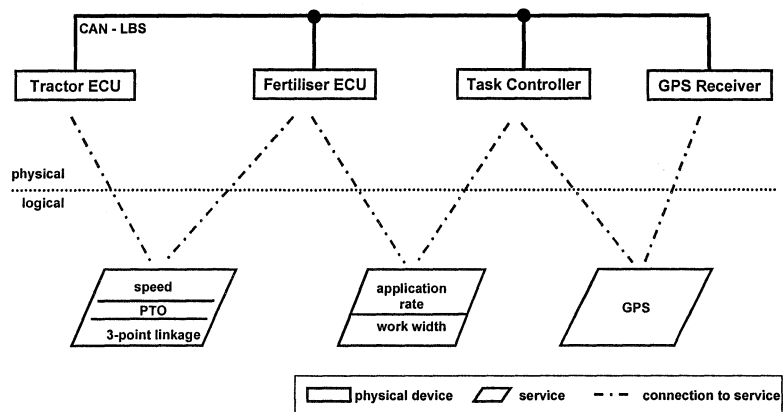 CAN - LBS
Tractor ECU
Fertiliser ECU
Task Controller
GPS Receiver
physical
logical
speed
PTO
3-point linkage
application
rate
work width
GPS
physical device
service
connection to service